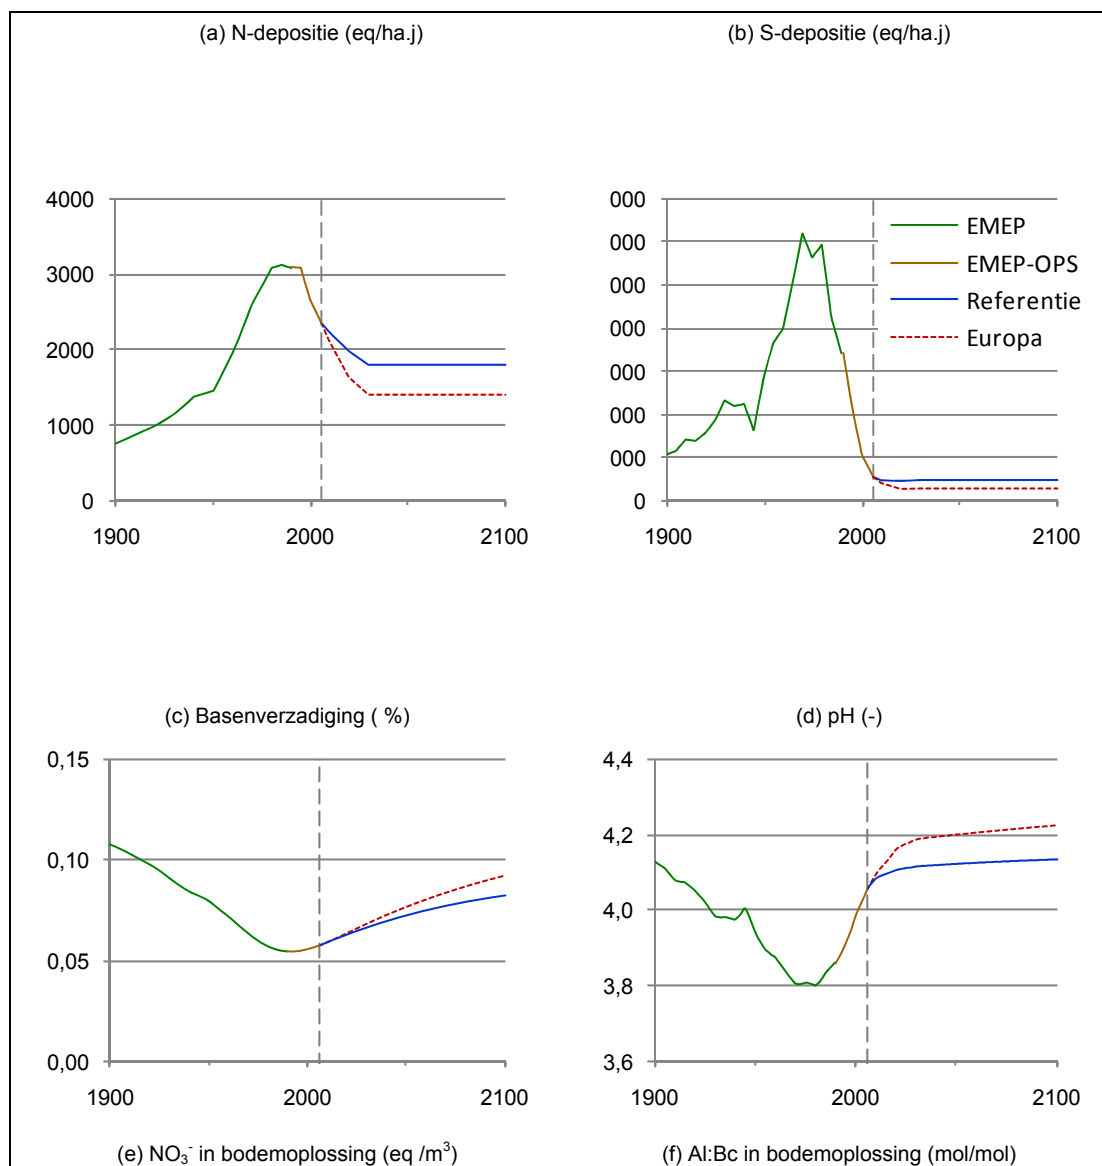 (a) N-depositie (eq/ha.j)
4000
3000
2000
1000
0
1900 2000 2100
(b) S-depositie (eq/ha.j)
000
000
000
000
000
000
000
0
1900 2000 2100
EMEP
EMEP-OPS
Referentie
Europa
(c) Basenverzadiging ( %)
0,15
0,10
0,05
0,00
1900 2000 2100
(d) pH (-)
4,4
4,2
4,0
3,8
3,6
1900 2000 2100
(e) NO₃⁻ in bodemoplossing (eq /m³)
(f) Al:Bc in bodemoplossing (mol/mol)